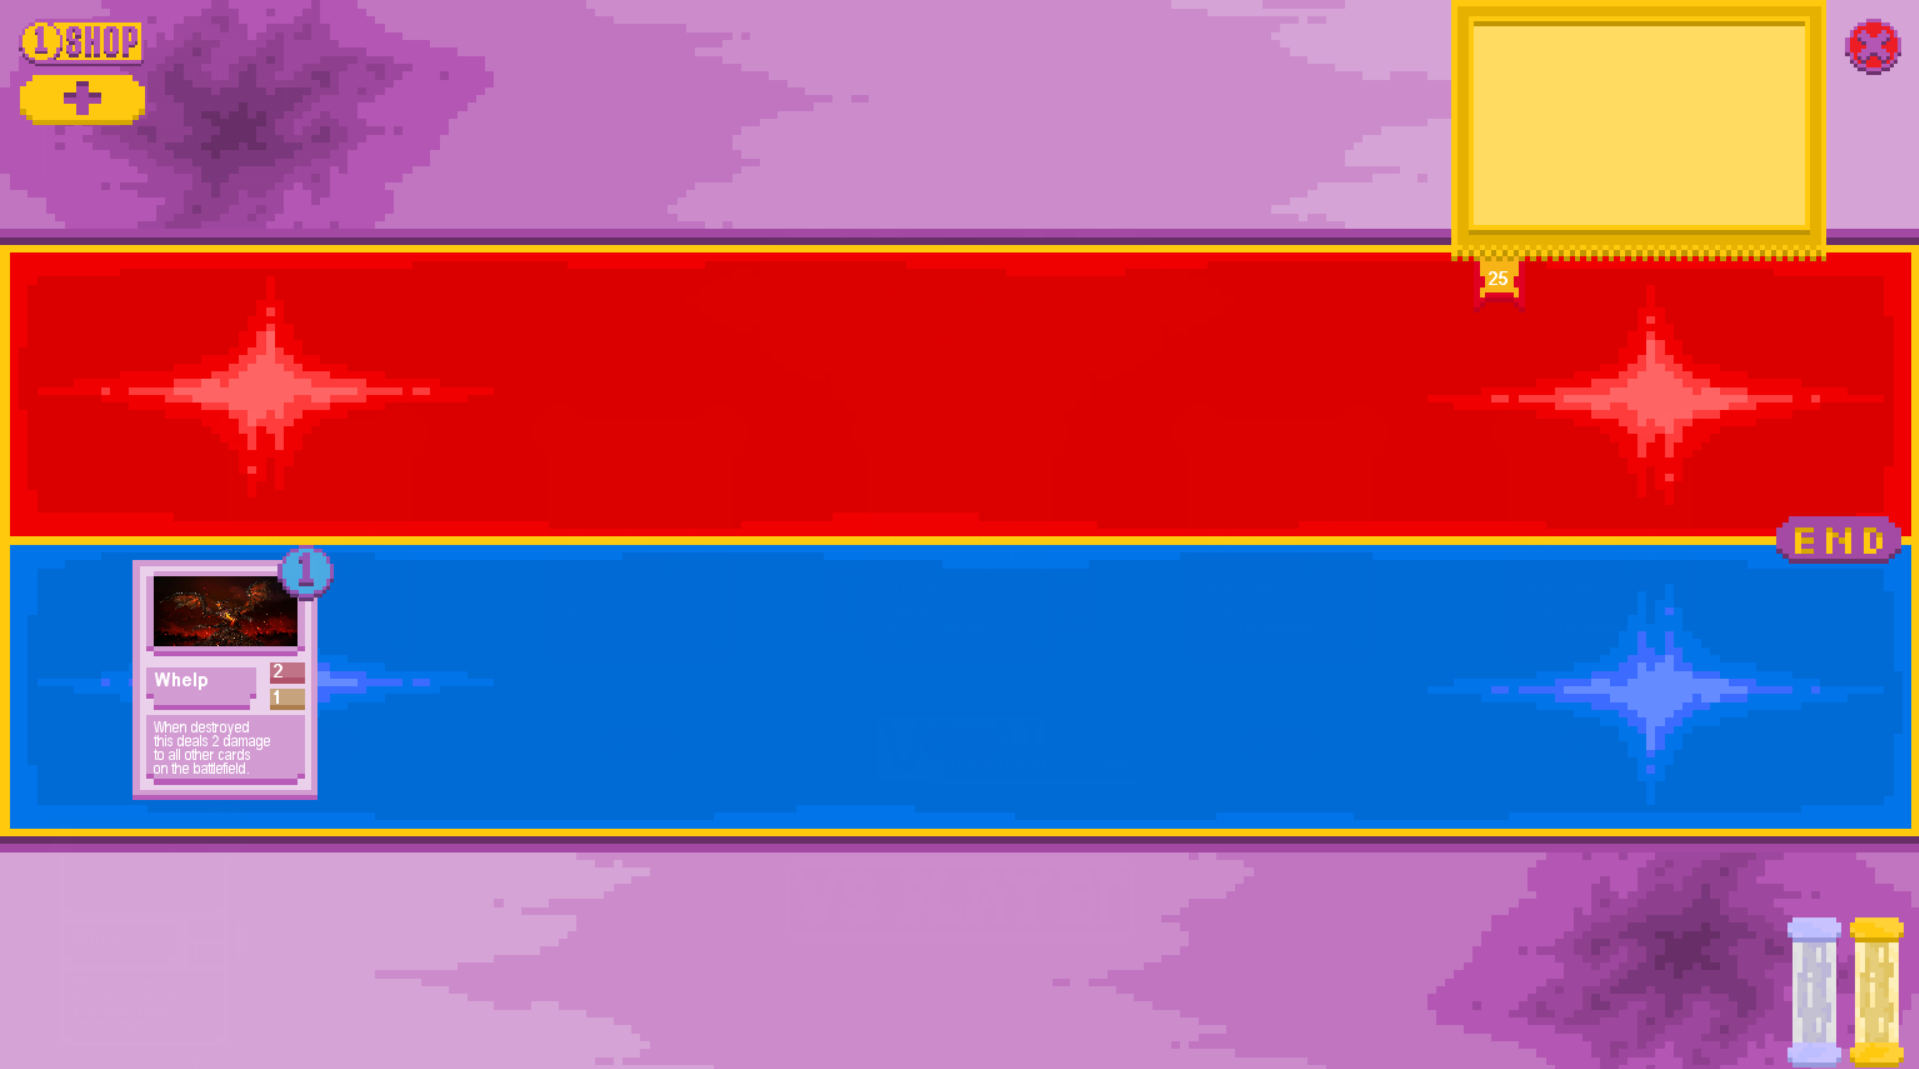 1 SHOP
25
END
1
Whelp
2
1
When destroyed
this deals 2 damage
to all other cards
on the battlefield.